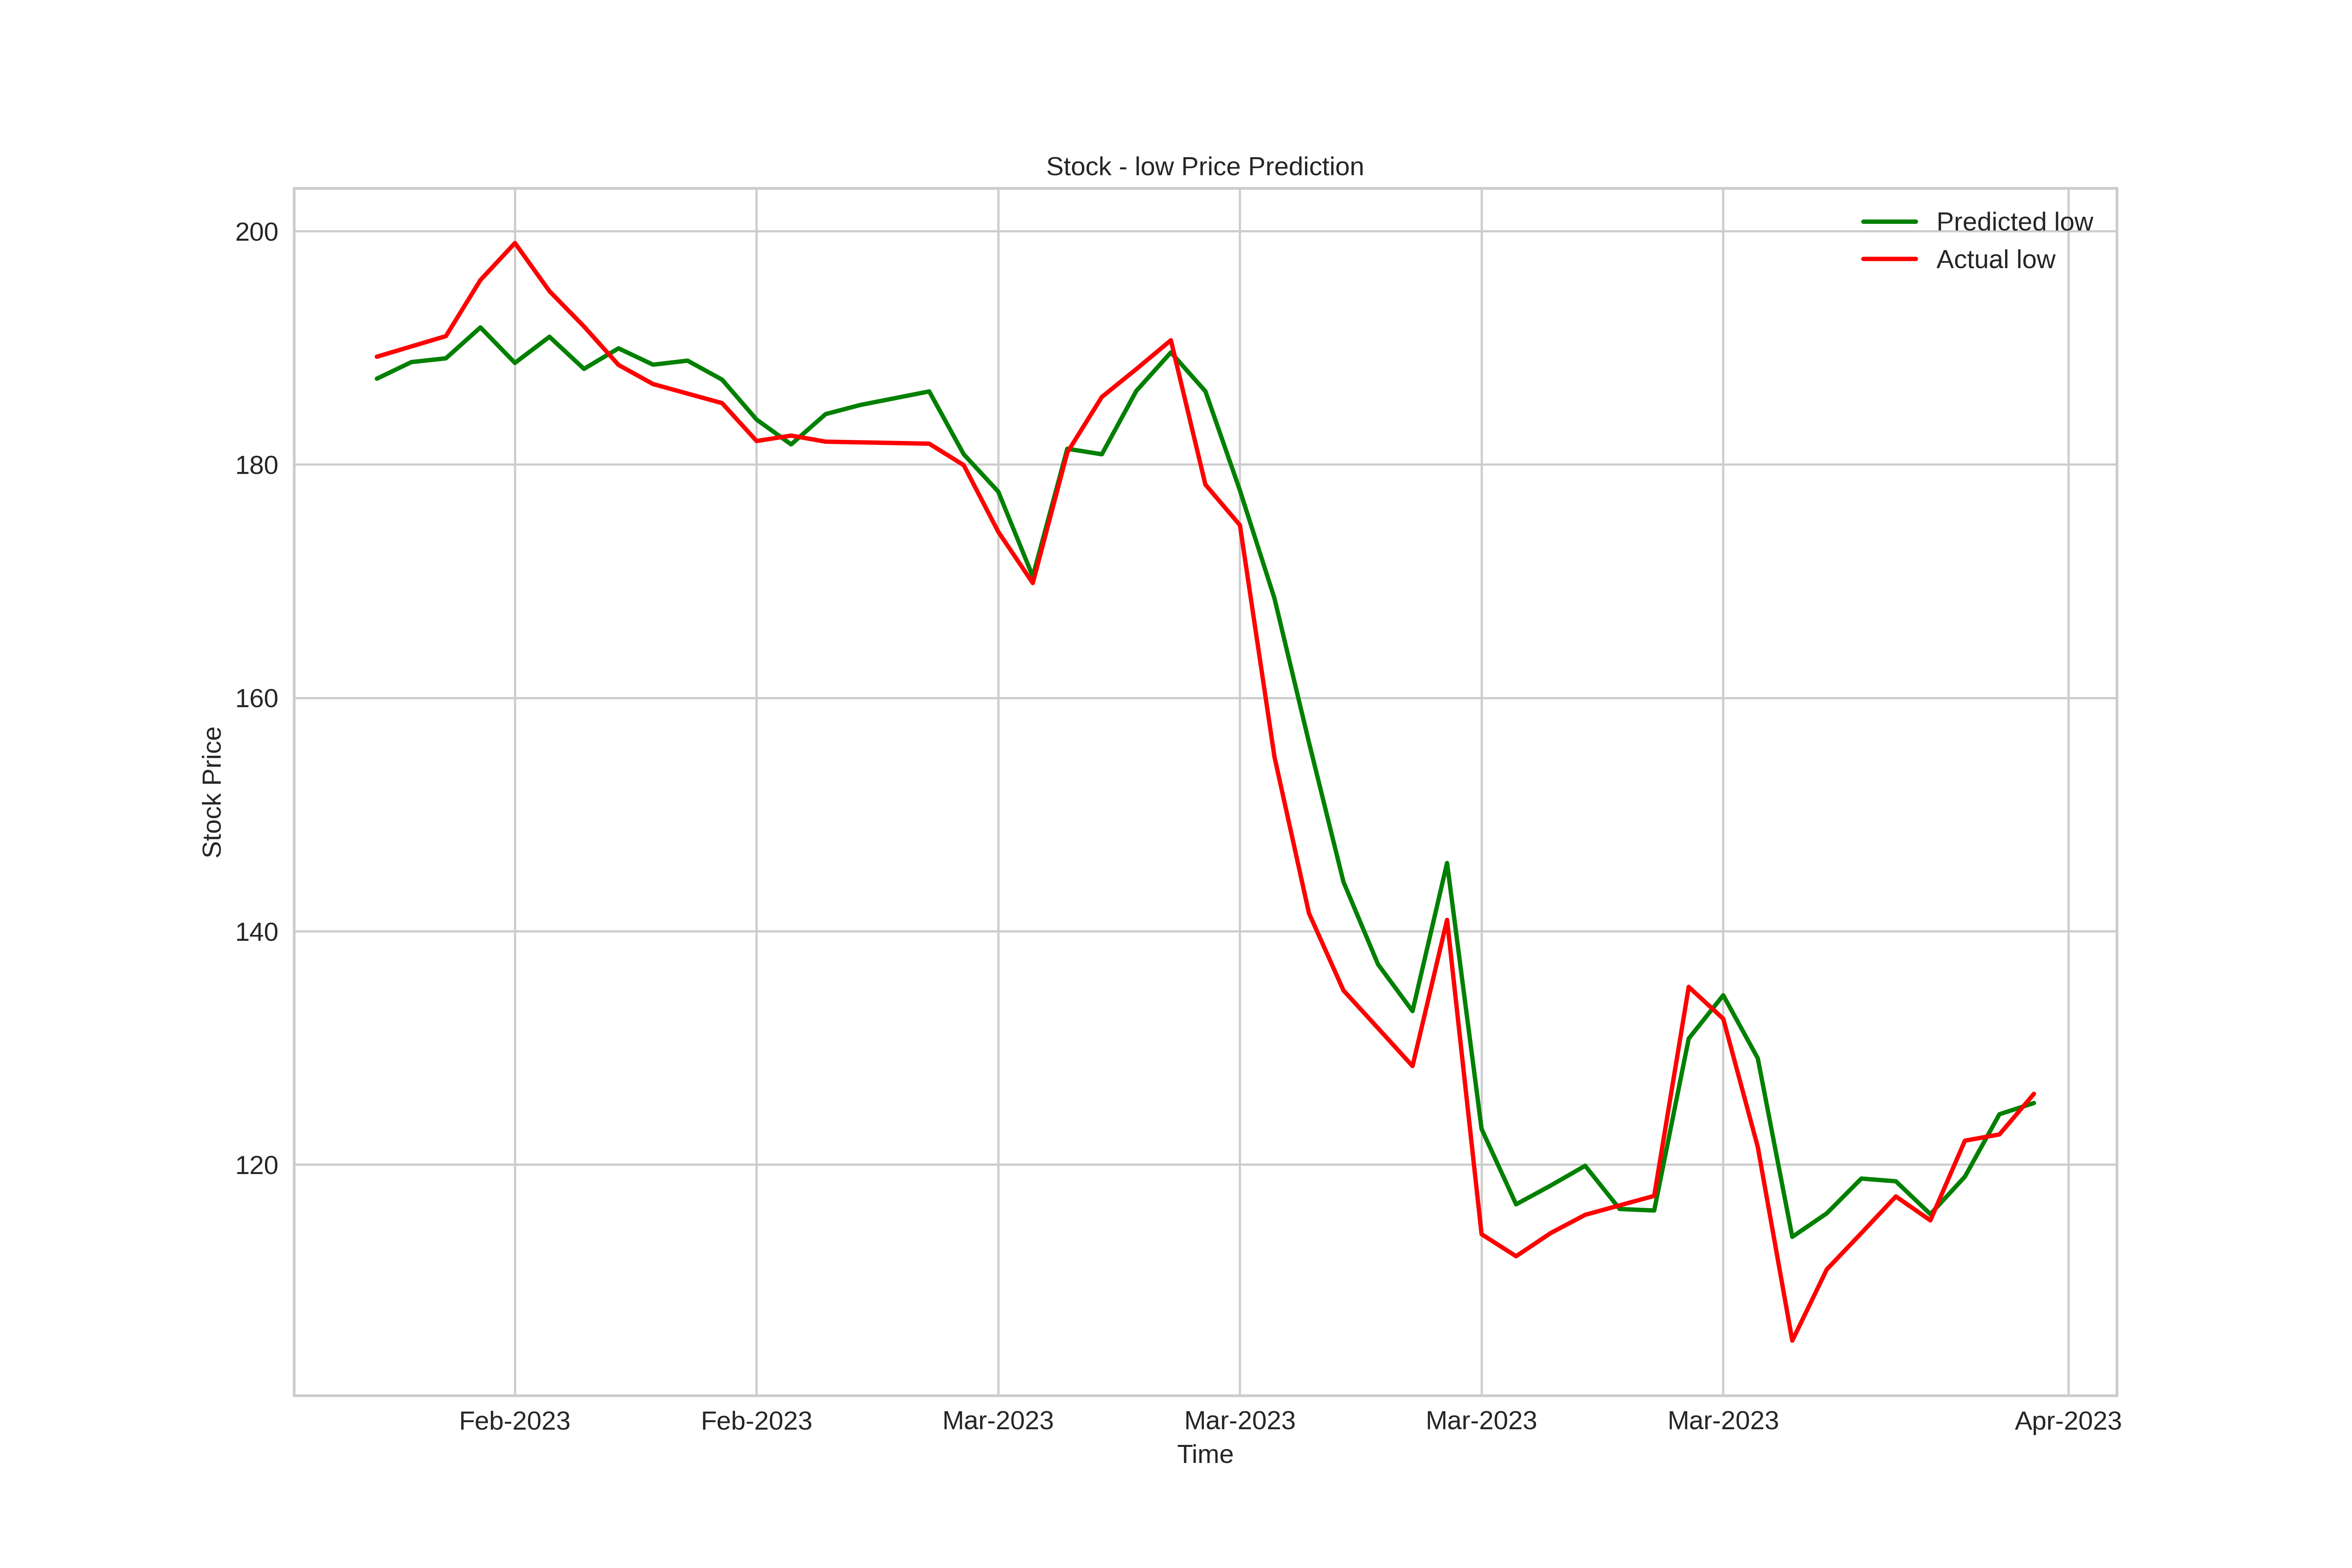 Stock - low Price Prediction
Predicted low
Actual low
200
180
160
140
120
Stock Price
Feb-2023 Feb-2023 Mar-2023 Mar-2023 Mar-2023 Mar-2023 Apr-2023
Time